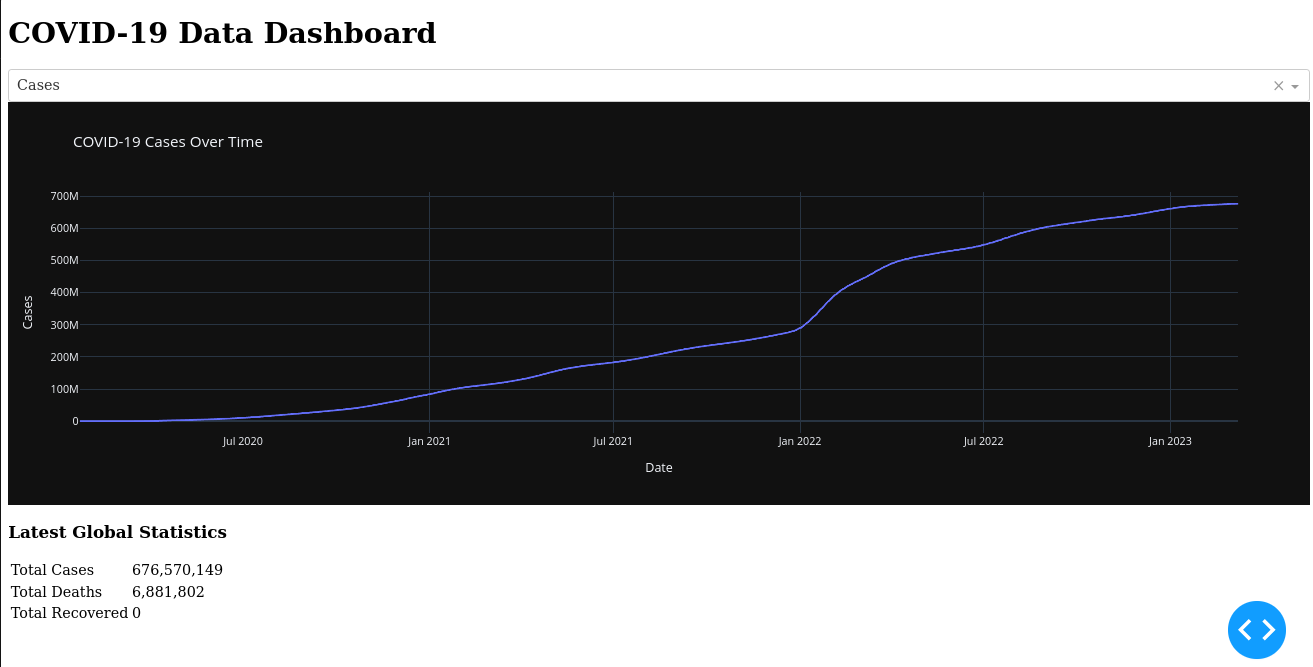 COVID-19 Data Dashboard
Cases
COVID-19 Cases Over Time
700M
600M
500M
400M
300M
200M
100M
0
Cases
Jul 2020 Jan 2021 Jul 2021 Jan 2022 Jul 2022 Jan 2023
Date
Latest Global Statistics
Total Cases 676,570,149
Total Deaths 6,881,802
Total Recovered 0